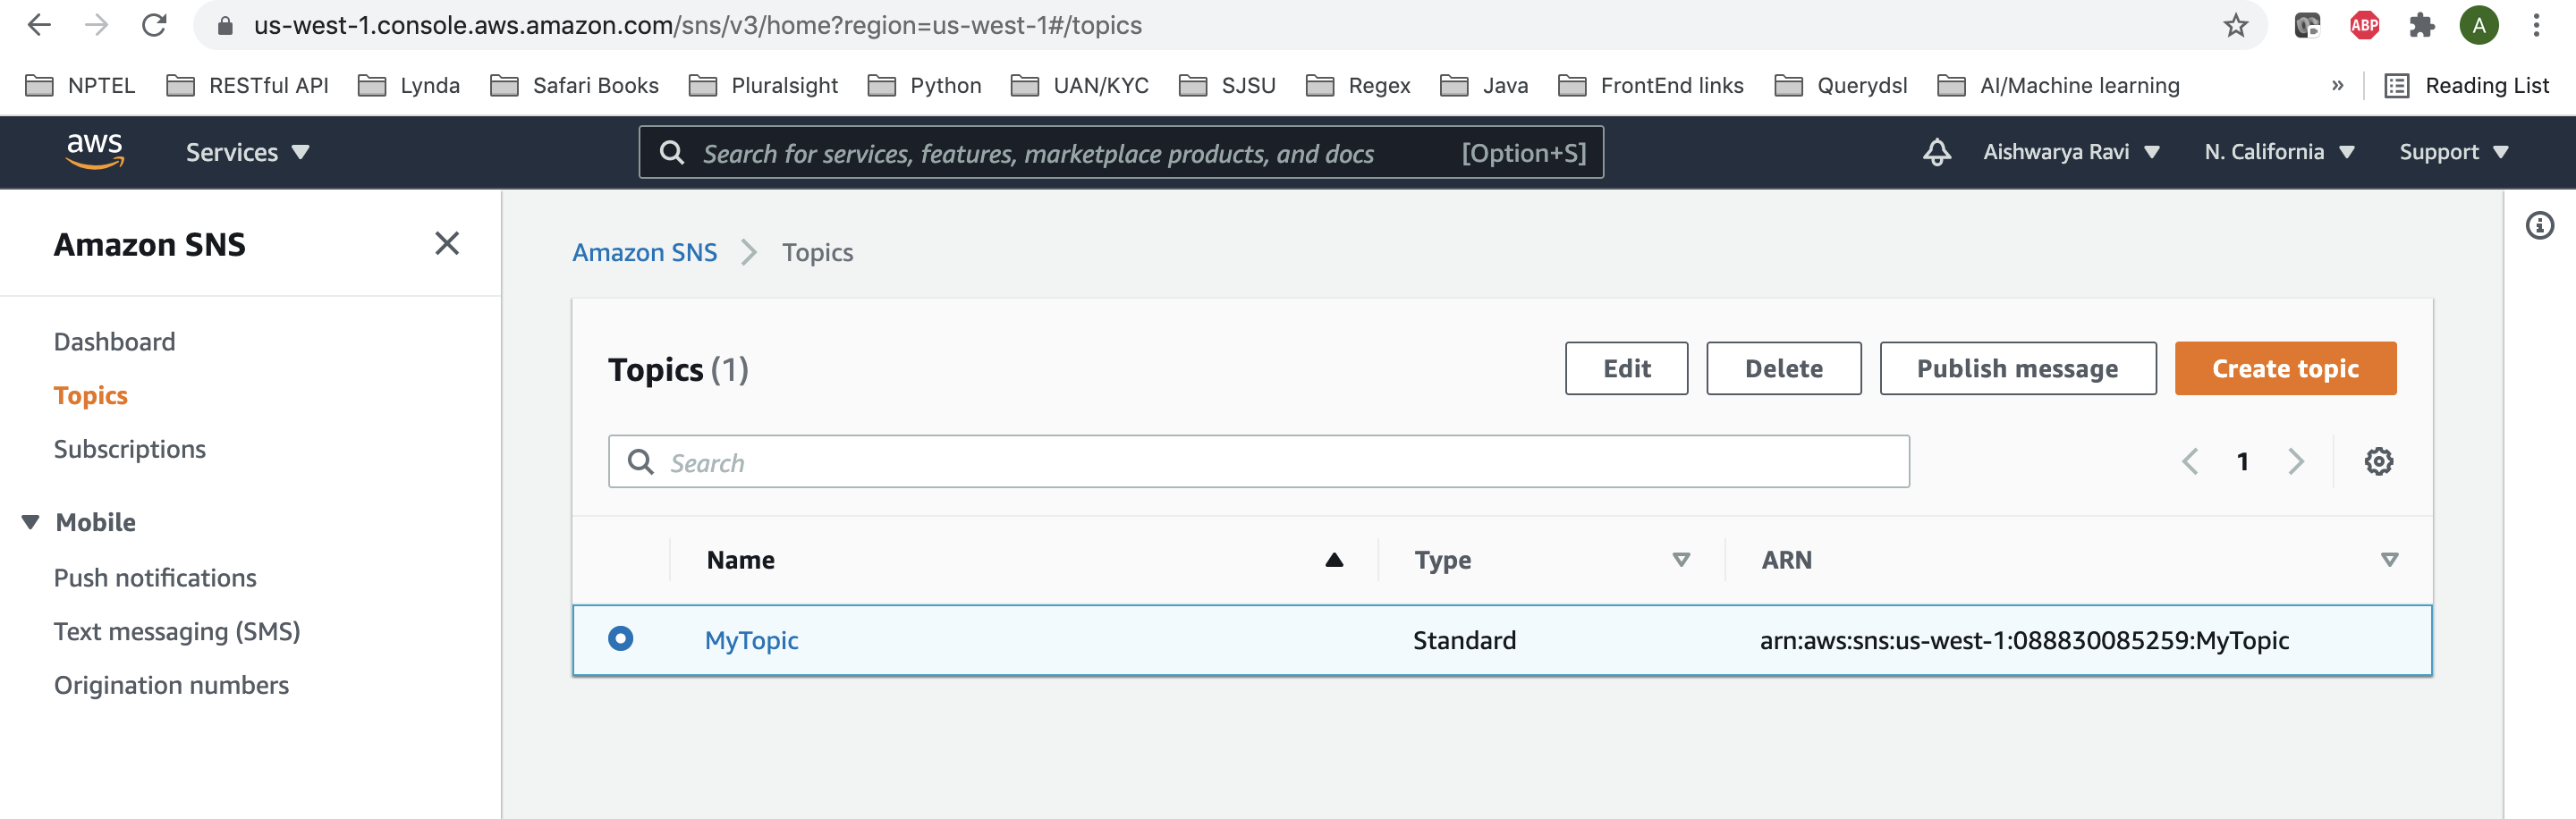 us-west-1.console.aws.amazon.com/sns/v3/home?region=us-west-1#/topics
ABP
A
NPTEL RESTful API Lynda Safari Books Pluralsight Python UAN/KYC SJSU Regex Java FrontEnd links Querydsl AI/Machine learning » Reading List
aws Services Search for services, features, marketplace products, and docs [Option+S] Aishwarya Ravi N. California Support
Amazon SNS
Dashboard
Topics
Subscriptions
Mobile
Push notifications
Text messaging (SMS)
Origination numbers
Amazon SNS > Topics
Topics (1) Edit Delete Publish message Create topic
Search 1
Name Type ARN
MyTopic Standard arn:aws:sns:us-west-1:088830085259:MyTopic